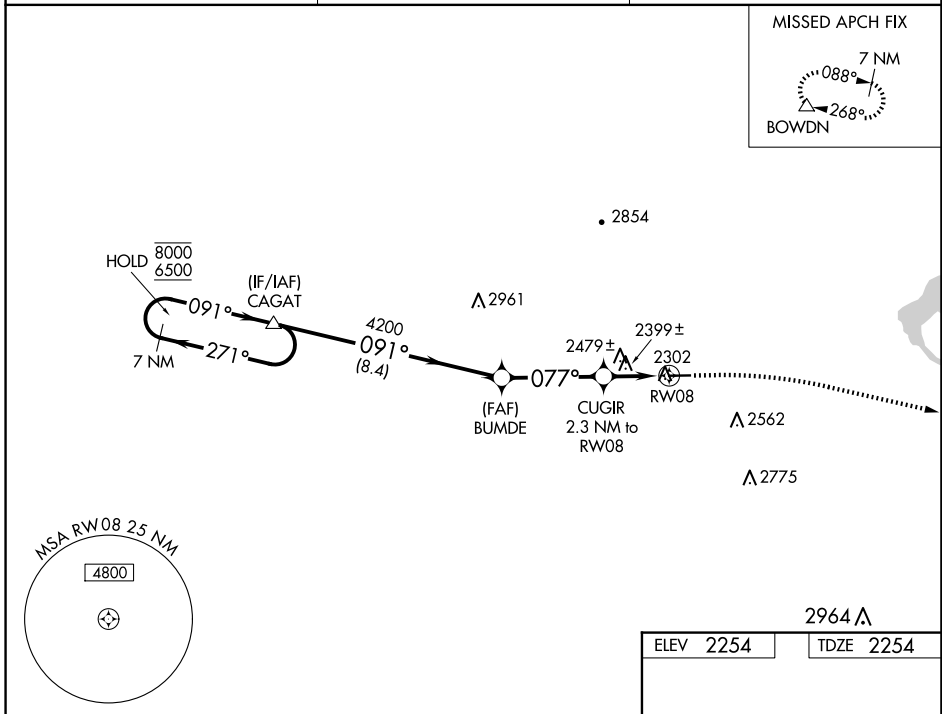 MISSED APCH FIX
7 NM
088°
268°
BOWDN
2854
HOLD
8000
6500
(IF/IAF)
CAGAT
091°
271°
7 NM
2961
4200
091°
(8.4)
2399±
2479±
2302
077°
(FAF)
BUMDE
CUGIR
2.3 NM to
RW08
RW08
2562
2775
MSA RW08 25 NM
4800
2964
ELEV 2254
TDZE 2254